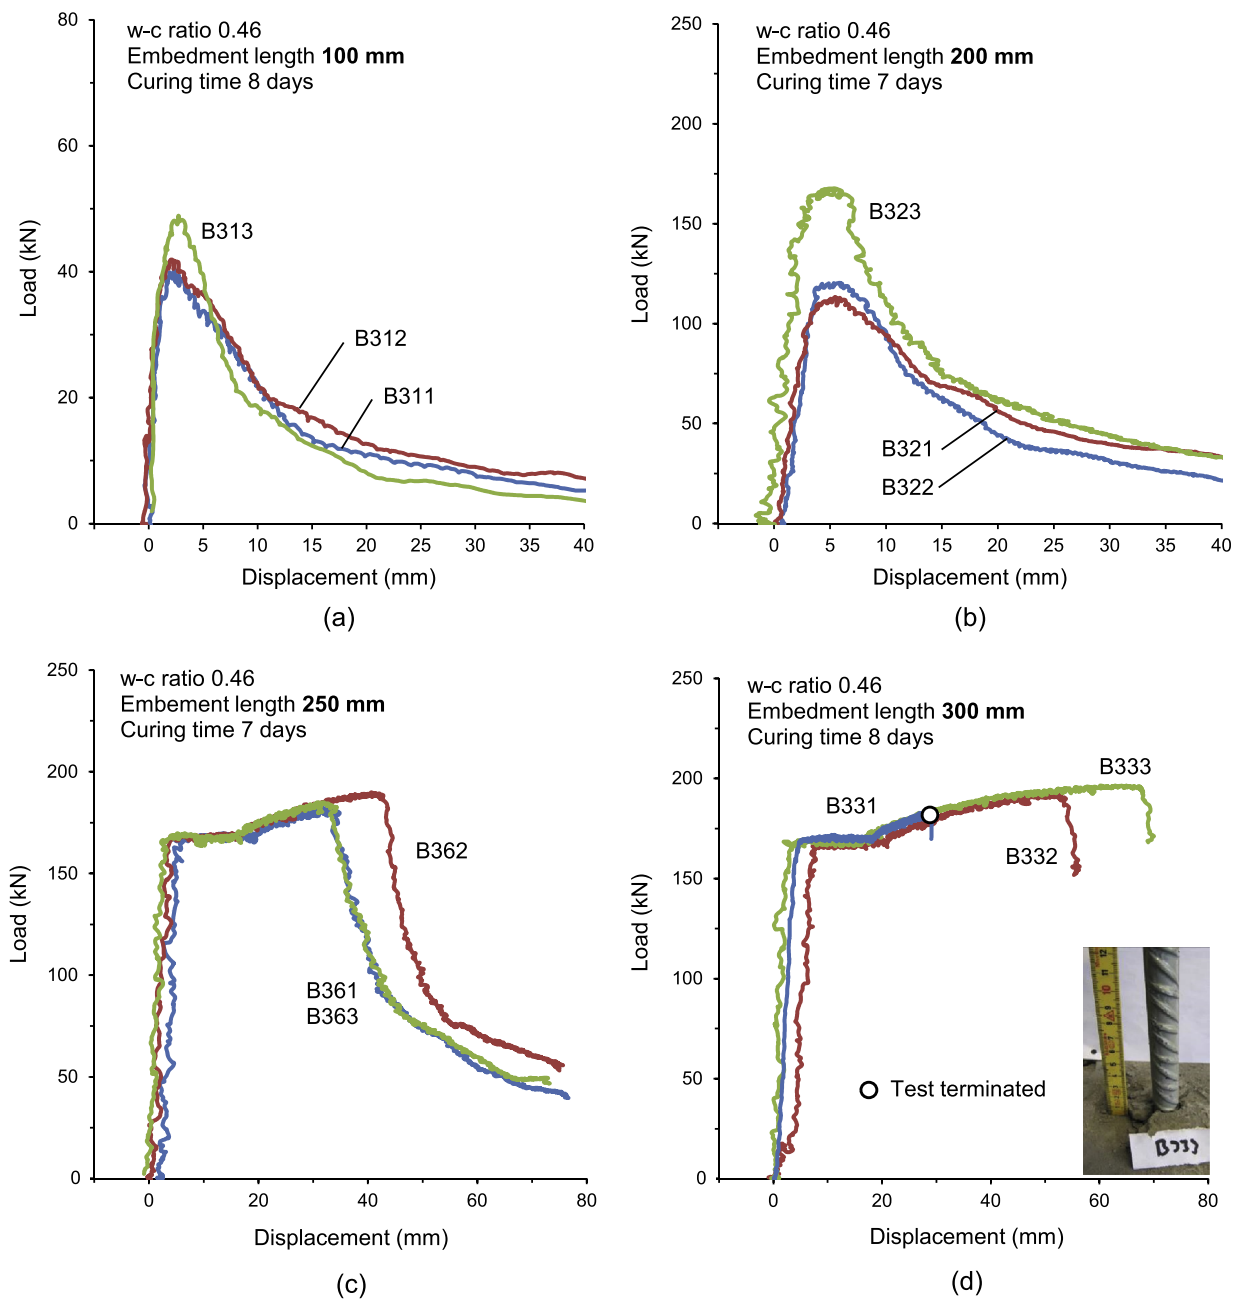 w-c ratio 0.46
Embedment length 100 mm
Curing time 8 days
80
60
40
20
0
Load (kN)
B313
B312
B311
0 5 10 15 20 25 30 35 40
Displacement (mm)
(a)
w-c ratio 0.46
Embedment length 200 mm
Curing time 7 days
250
200
150
100
50
0
Load (kN)
B323
B321
B322
0 5 10 15 20 25 30 35 40
Displacement (mm)
(b)
w-c ratio 0.46
Embement length 250 mm
Curing time 7 days
250
200
150
100
50
0
Load (kN)
B362
B361
B363
0 20 40 60 80
Displacement (mm)
(c)
w-c ratio 0.46
Embedment length 300 mm
Curing time 8 days
250
200
150
100
50
0
Load (kN)
B333
B331
B332
Test terminated
B333
0 20 40 60 80
Displacement (mm)
(d)